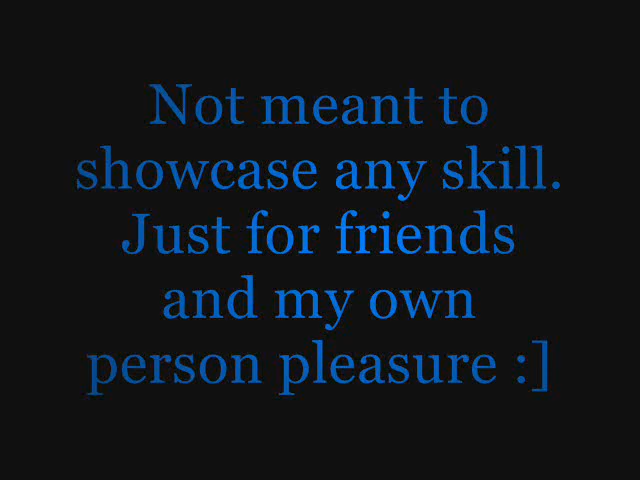 Not meant to
showcase any skill.
Just for friends
and my own
person pleasure :]